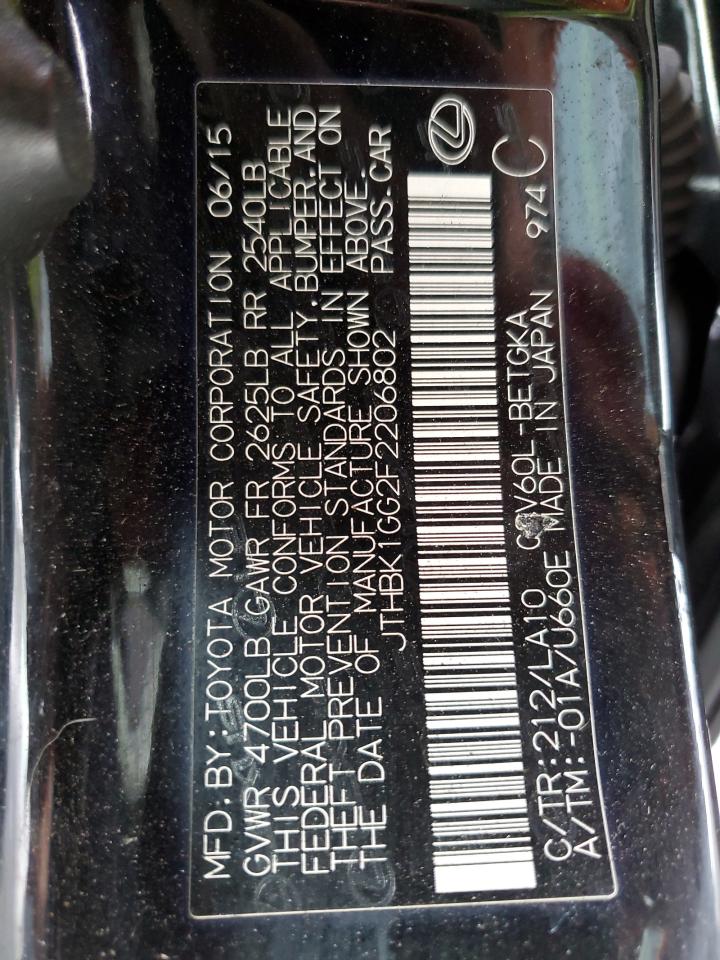 MFD.BY:TOYOTA MOTOR CORPORATION 06/15
GVWR 4700LB GAWR FR 2625LB RR 2540LB
THIS VEHICLE CONFORMS TO ALL APPLICABLE
FEDERAL MOTOR VEHICLE SAFETY,BUMPER,AND
THEFT PREVENTION STANDARDS IN EFFECT ON
THE DATE OF MANUFACTURE SHOWN ABOVE.
JTHBK1GG2F2206802 PASS.CAR
C/TR:212/LA10 GSV60L-BETGKA
A/TM:-01A/U660E MADE IN JAPAN 974 C